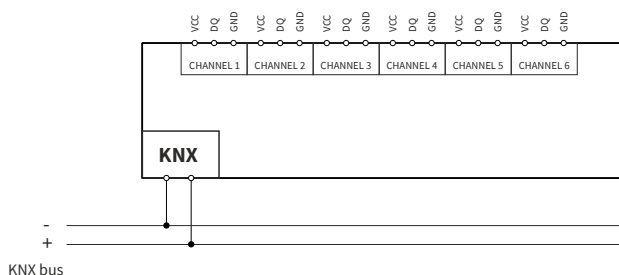 VCC DQ GND VCC DQ GND VCC DQ GND VCC DQ GND VCC DQ GND VCC DQ GND
CHANNEL 1 CHANNEL 2 CHANNEL 3 CHANNEL 4 CHANNEL 5 CHANNEL 6
KNX
-
+
KNX bus